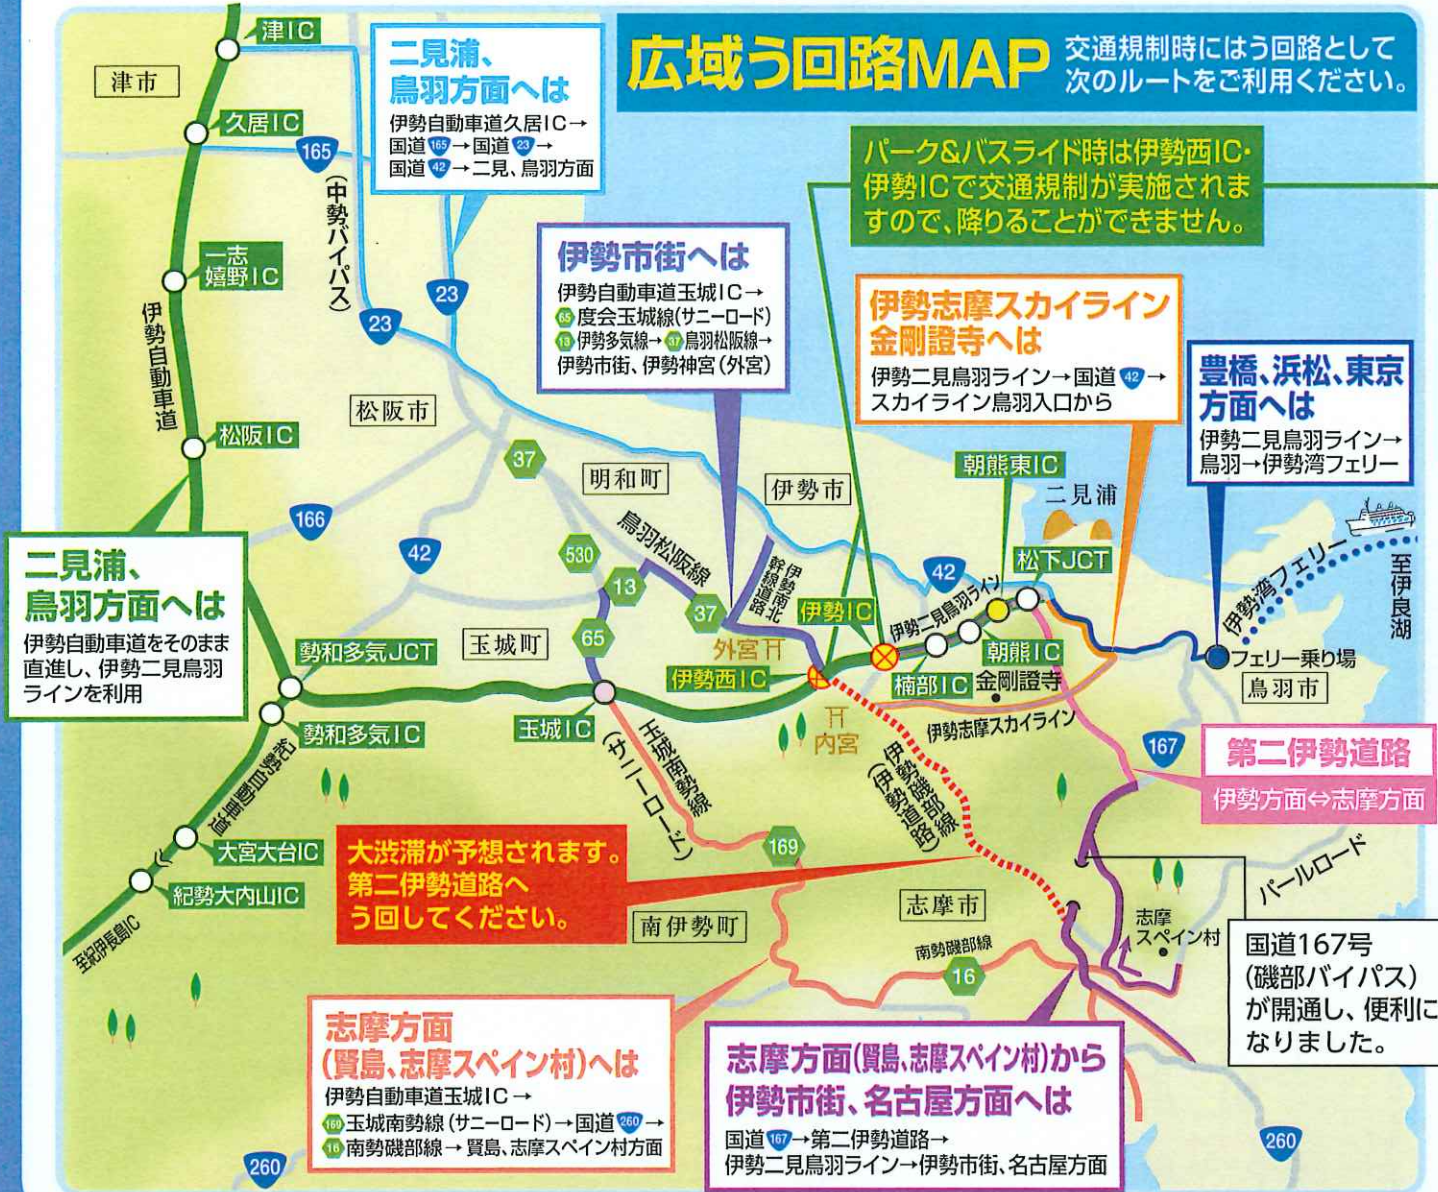 広域う回路MAP
交通規制時にはう回路として
次のルートをご利用ください。
津IC
津市
久居IC
165
(中勢バイパス)
一志
嬉野IC
伊勢自動車道
松阪IC
松阪市
23
23
二見浦、
鳥羽方面へは
伊勢自動車道久居IC→
国道165→国道23→
国道42→二見、鳥羽方面
パーク&バスライド時は伊勢西IC・
伊勢ICで交通規制が実施されま
すので、降りることができません。
伊勢市街へは
伊勢自動車道玉城IC→
65度会玉城線(サニーロード)
13伊勢多気線→37鳥羽松阪線→
伊勢市街、伊勢神宮(外宮)
伊勢志摩スカイライン
金剛證寺へは
伊勢二見鳥羽ライン→国道42→
スカイライン鳥羽入口から
豊橋、浜松、東京
方面へは
伊勢二見鳥羽ライン→
鳥羽→伊勢湾フェリー
二見浦、
鳥羽方面へは
伊勢自動車道をそのまま
直進し、伊勢二見鳥羽
ラインを利用
37
明和町
伊勢市
朝熊東IC
二見浦
166
42
530
13
65
37
鳥羽松阪線
伊勢南北
幹線道路
42
松下JCT
伊勢湾フェリー
至伊良湖
玉城町
外宮
伊勢IC
伊勢二見鳥羽ライン
朝熊IC
楠部IC
金剛證寺
フェリー乗り場
鳥羽市
勢和多気JCT
勢和多気IC
玉城IC
伊勢西IC
内宮
伊勢志摩スカイライン
167
第二伊勢道路
伊勢方面⇔志摩方面
紀勢自動車道
玉城南勢線
(サニーロード)
伊勢磯部線
(伊勢道路)
大宮大台IC
紀勢大内山IC
至紀伊長島IC
大渋滞が予想されます。
第二伊勢道路へ
う回してください。
169
南伊勢町
志摩市
南勢磯部線
16
志摩
スペイン村
パールロード
国道167号
(磯部バイパス)
が開通し、便利に
なりました。
志摩方面
(賢島、志摩スペイン村)へは
伊勢自動車道玉城IC→
169玉城南勢線(サニーロード)→国道260→
16南勢磯部線→賢島、志摩スペイン村方面
志摩方面(賢島、志摩スペイン村)から
伊勢市街、名古屋方面へは
国道167→第二伊勢道路→
伊勢二見鳥羽ライン→伊勢市街、名古屋方面
260
260